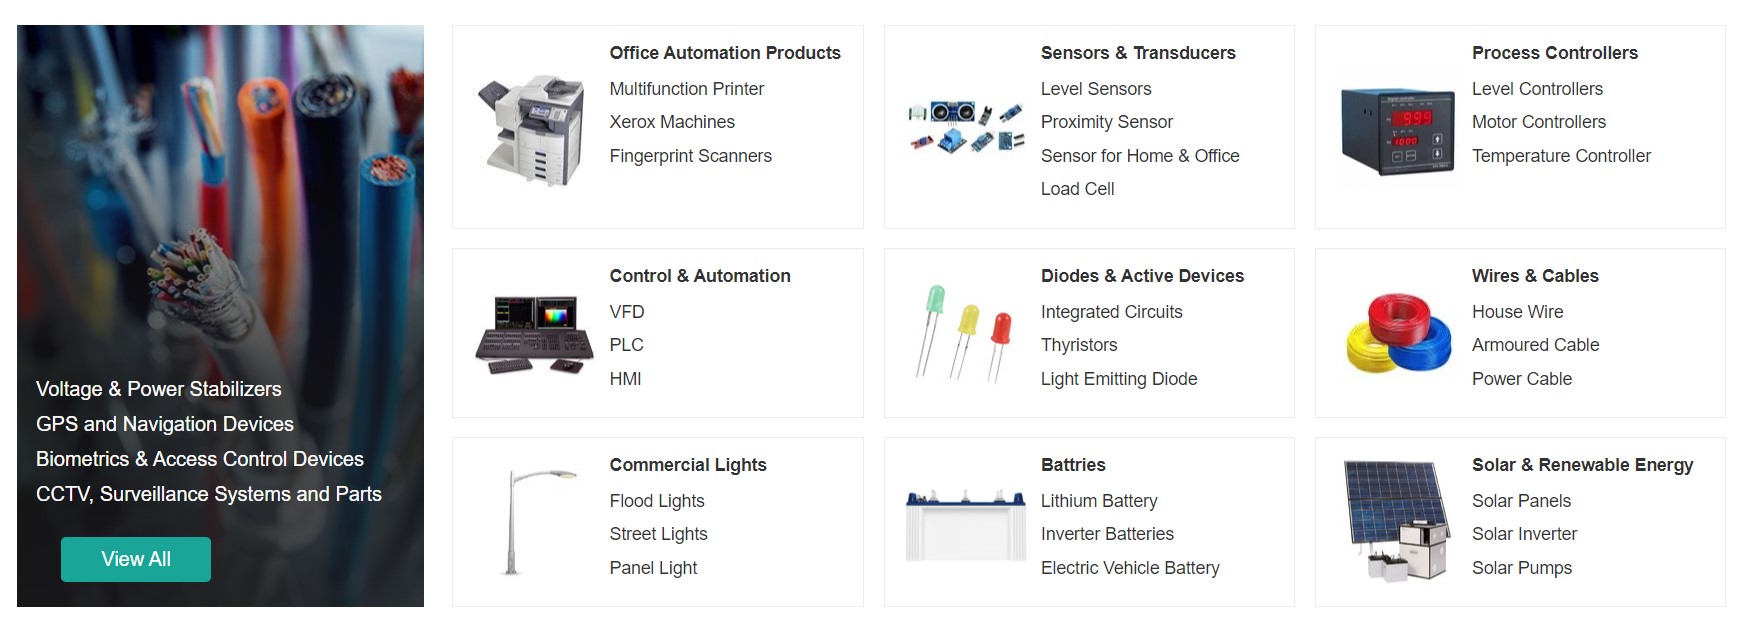 Voltage & Power Stabilizers
GPS and Navigation Devices
Biometrics & Access Control Devices
CCTV, Surveillance Systems and Parts
View All
Office Automation Products
Multifunction Printer
Xerox Machines
Fingerprint Scanners
Sensors & Transducers
Level Sensors
Proximity Sensor
Sensor for Home & Office
Load Cell
Process Controllers
Level Controllers
Motor Controllers
Temperature Controller
999
1000
Control & Automation
VFD
PLC
HMI
Diodes & Active Devices
Integrated Circuits
Thyristors
Light Emitting Diode
Wires & Cables
House Wire
Armoured Cable
Power Cable
Commercial Lights
Flood Lights
Street Lights
Panel Light
Battries
Lithium Battery
Inverter Batteries
Electric Vehicle Battery
Solar & Renewable Energy
Solar Panels
Solar Inverter
Solar Pumps